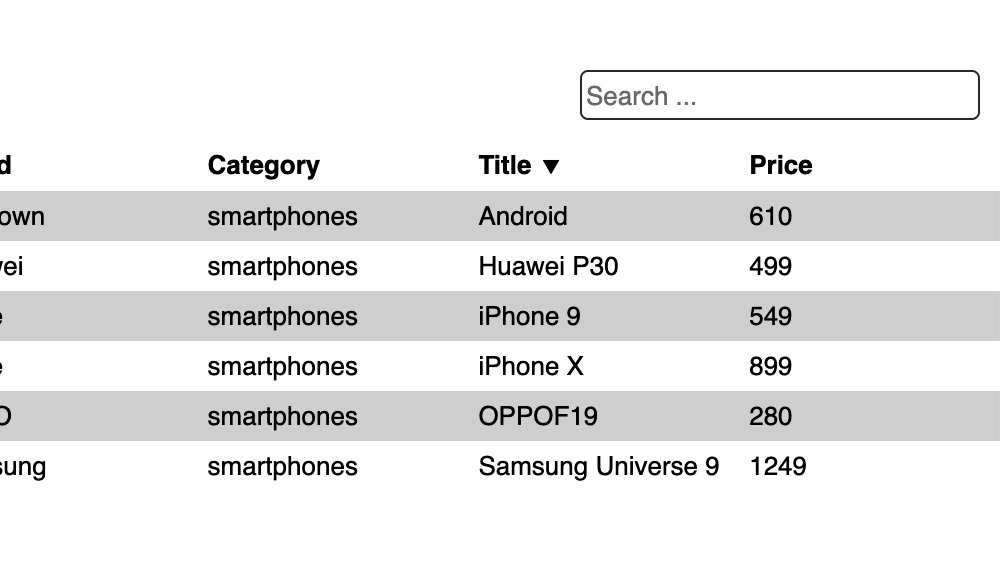 Search ...
d Category Title ▼ Price
own smartphones Android 610
ei smartphones Huawei P30 499
e smartphones iPhone 9 549
e smartphones iPhone X 899
O smartphones OPPOF19 280
sung smartphones Samsung Universe 9 1249